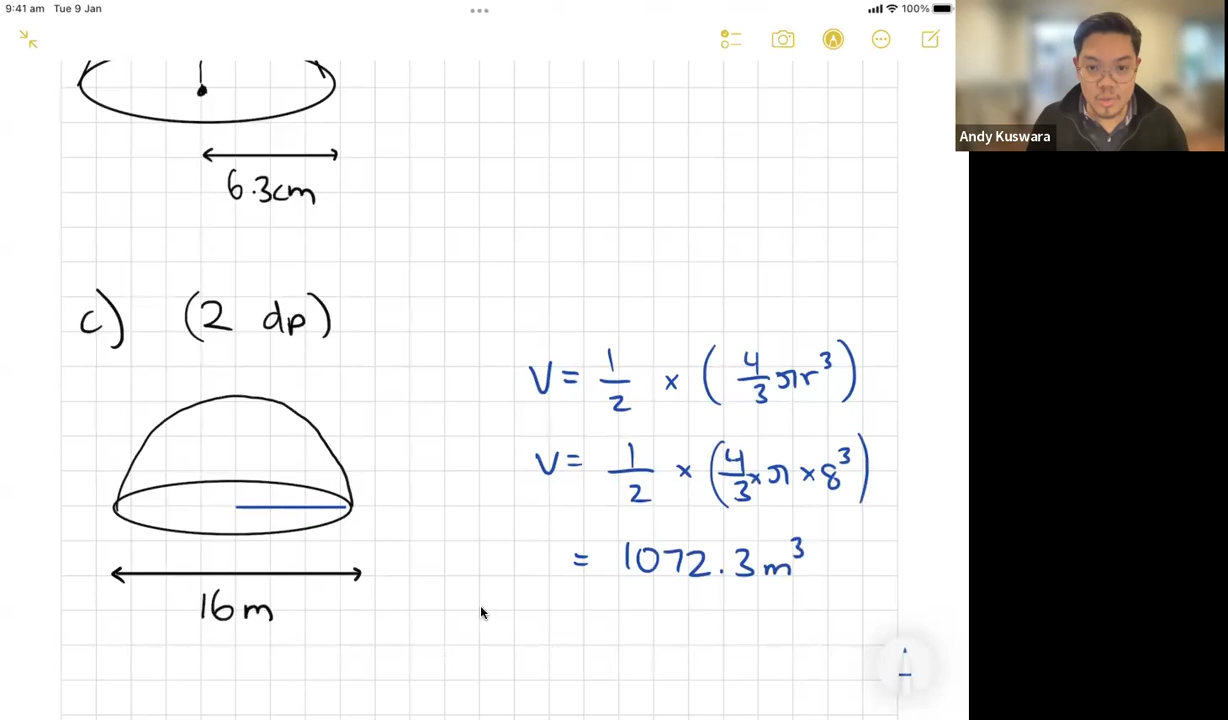 9:41 am Tue 9 Jan
100%
Andy Kuswara
6.3cm
c) (2 dp)
V = 1/2 × (4/3 πr³)
V = 1/2 × (4/3 × π × 8³)
= 1072.3 m³
16m